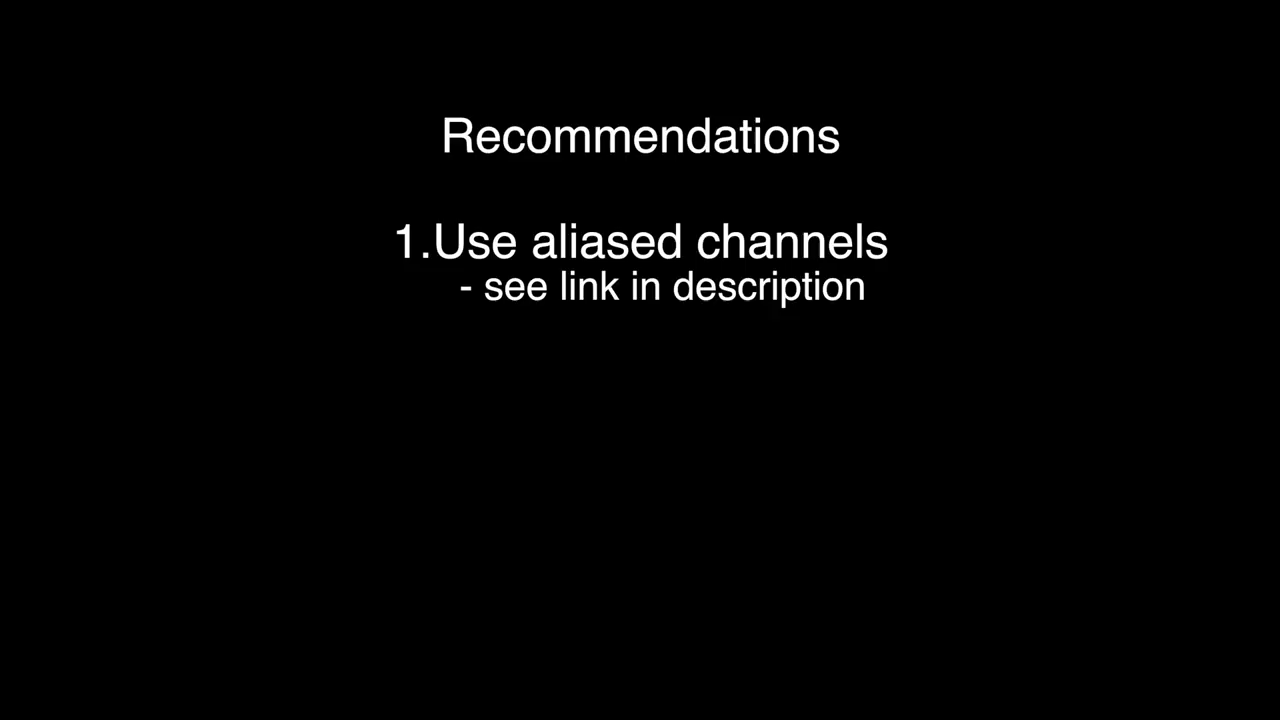 Recommendations
1.Use aliased channels
- see link in description